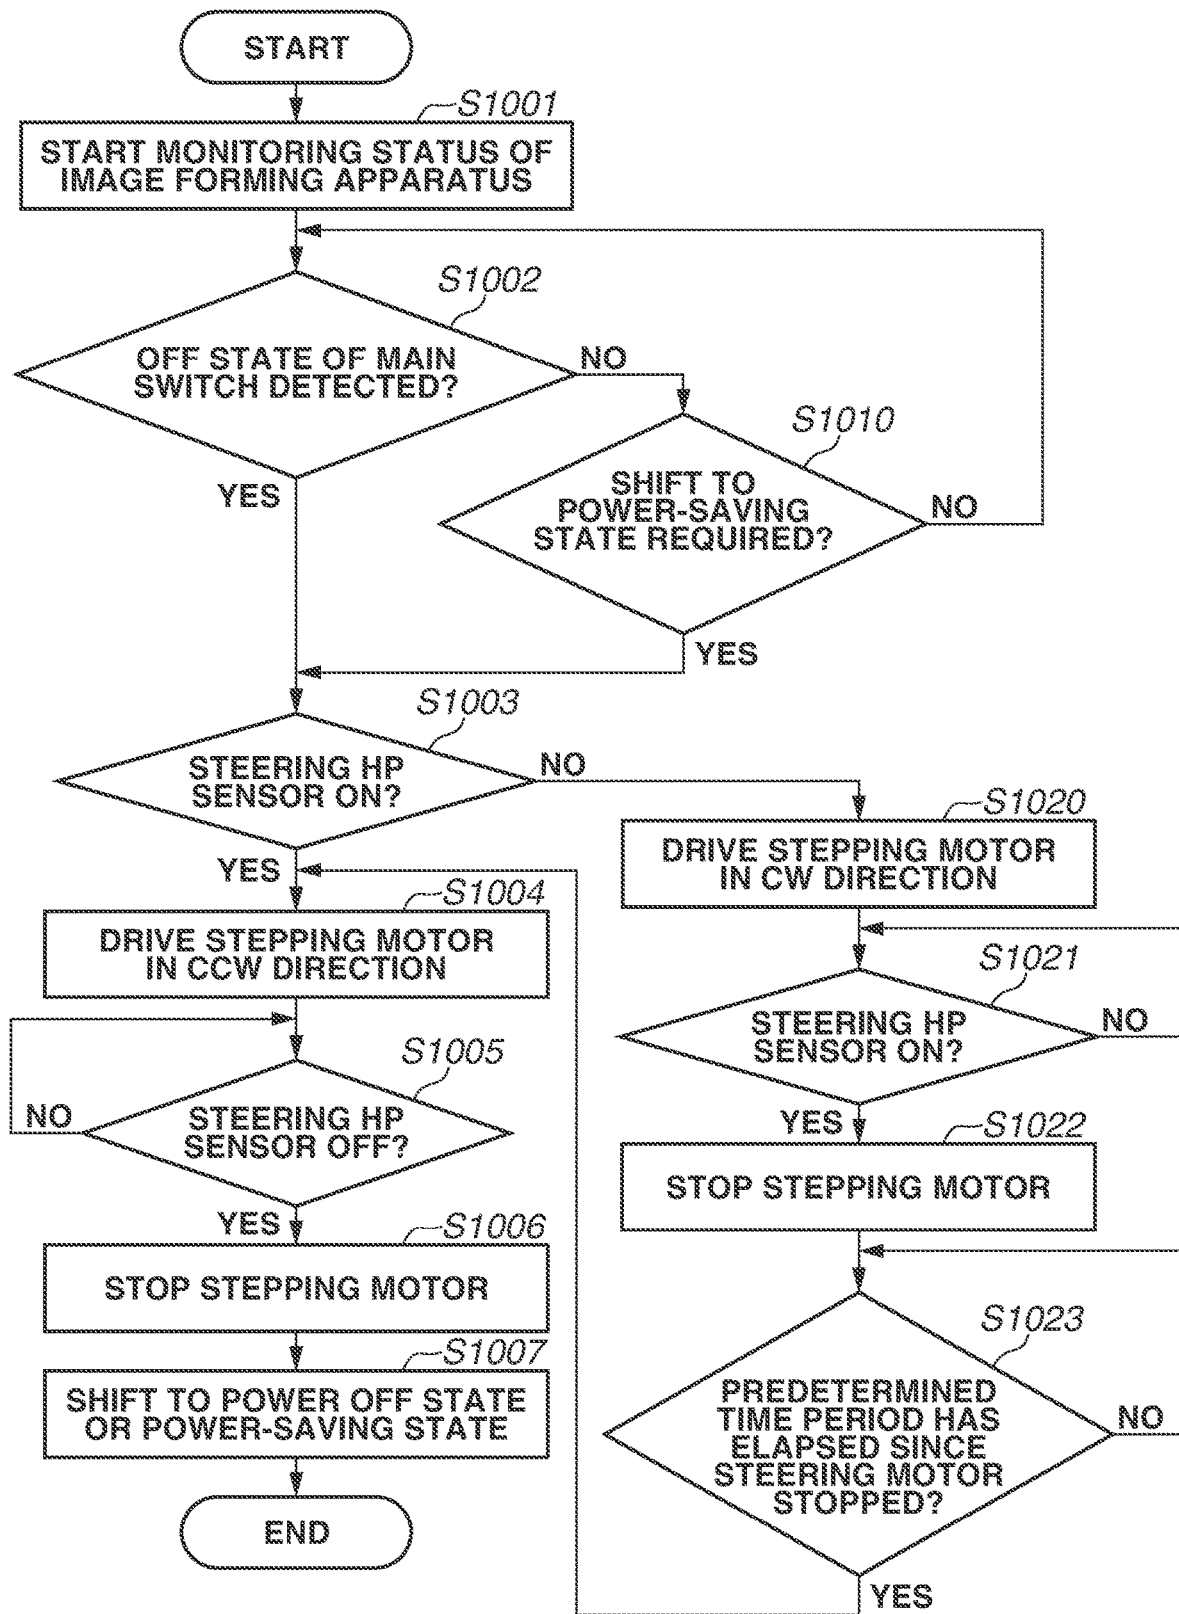 START
S1001
START MONITORING STATUS OF
IMAGE FORMING APPARATUS
S1002
OFF STATE OF MAIN
SWITCH DETECTED?
NO
YES
S1010
SHIFT TO
POWER-SAVING
STATE REQUIRED?
NO
YES
S1003
STEERING HP
SENSOR ON?
NO
YES
S1004
DRIVE STEPPING MOTOR
IN CCW DIRECTION
S1005
STEERING HP
SENSOR OFF?
NO
YES
S1006
STOP STEPPING MOTOR
S1007
SHIFT TO POWER OFF STATE
OR POWER-SAVING STATE
END
S1020
DRIVE STEPPING MOTOR
IN CW DIRECTION
S1021
STEERING HP
SENSOR ON?
NO
YES
S1022
STOP STEPPING MOTOR
S1023
PREDETERMINED
TIME PERIOD HAS
ELAPSED SINCE
STEERING MOTOR
STOPPED?
NO
YES